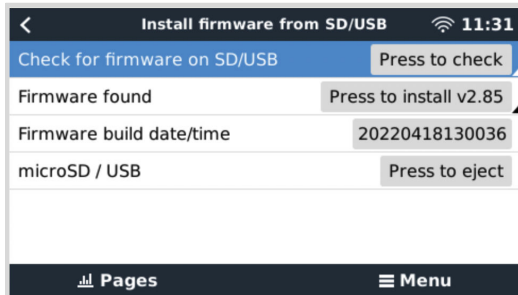 Install firmware from SD/USB 11:31
Check for firmware on SD/USB Press to check
Firmware found Press to install v2.85
Firmware build date/time 20220418130036
microSD / USB Press to eject
Pages Menu